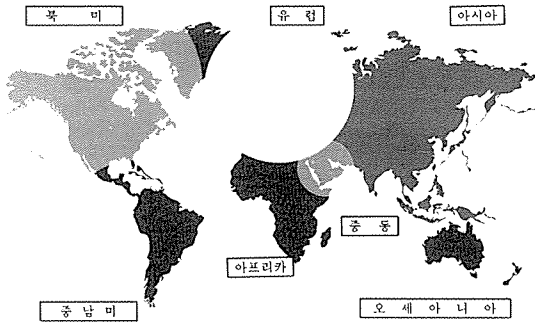 북 미
유 럽
아시아
중 동
아프리카
중 남 미
오 세 아 니 아